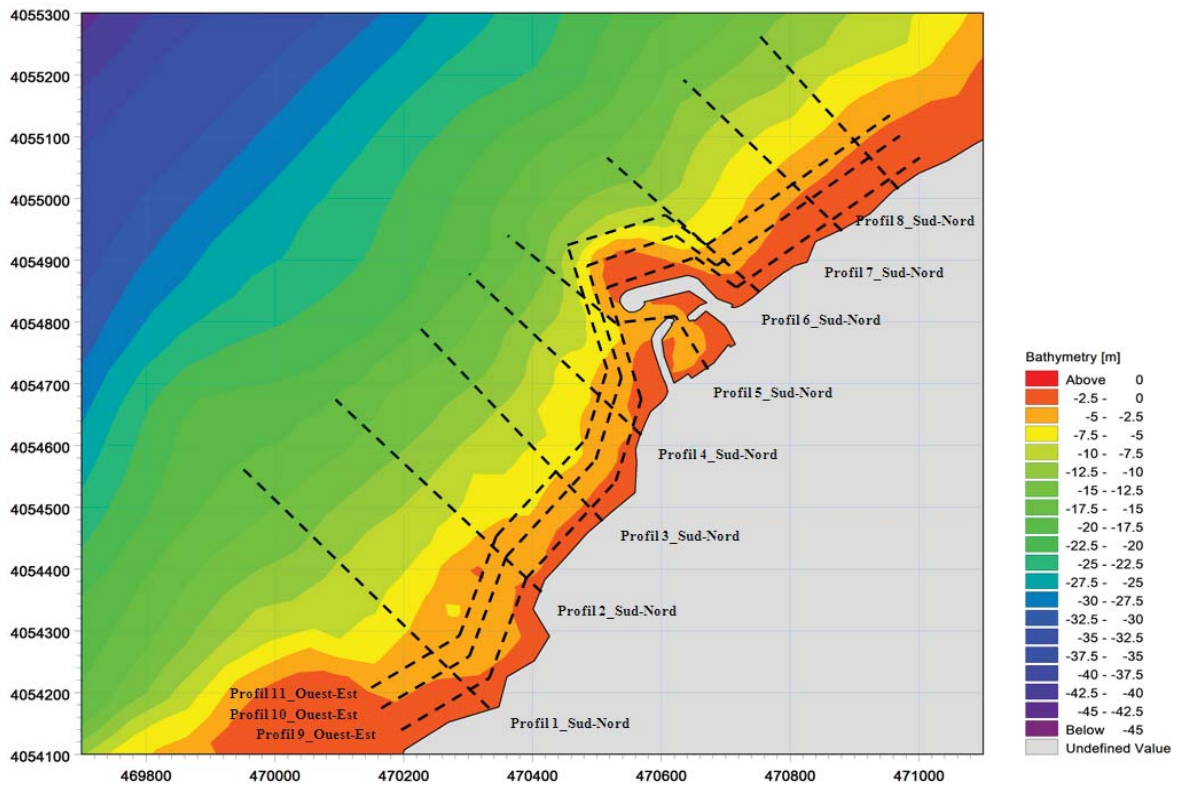 4055300
4055200
4055100
4055000
4054900
4054800
4054700
4054600
4054500
4054400
4054300
4054200
4054100
469800 470000 470200 470400 470600 470800 471000
Profil 8_Sud-Nord
Profil 7_Sud-Nord
Profil 6_Sud-Nord
Profil 5_Sud-Nord
Profil 4_Sud-Nord
Profil 3_Sud-Nord
Profil 2_Sud-Nord
Profil 11_Ouest-Est
Profil 10_Ouest-Est
Profil 9_Ouest-Est
Profil 1_Sud-Nord
Bathymetry [m]
Above 0
-2.5 - 0
-5 - -2.5
-7.5 - -5
-10 - -7.5
-12.5 - -10
-15 - -12.5
-17.5 - -15
-20 - -17.5
-22.5 - -20
-25 - -22.5
-27.5 - -25
-30 - -27.5
-32.5 - -30
-35 - -32.5
-37.5 - -35
-40 - -37.5
-42.5 - -40
-45 - -42.5
Below -45
Undefined Value